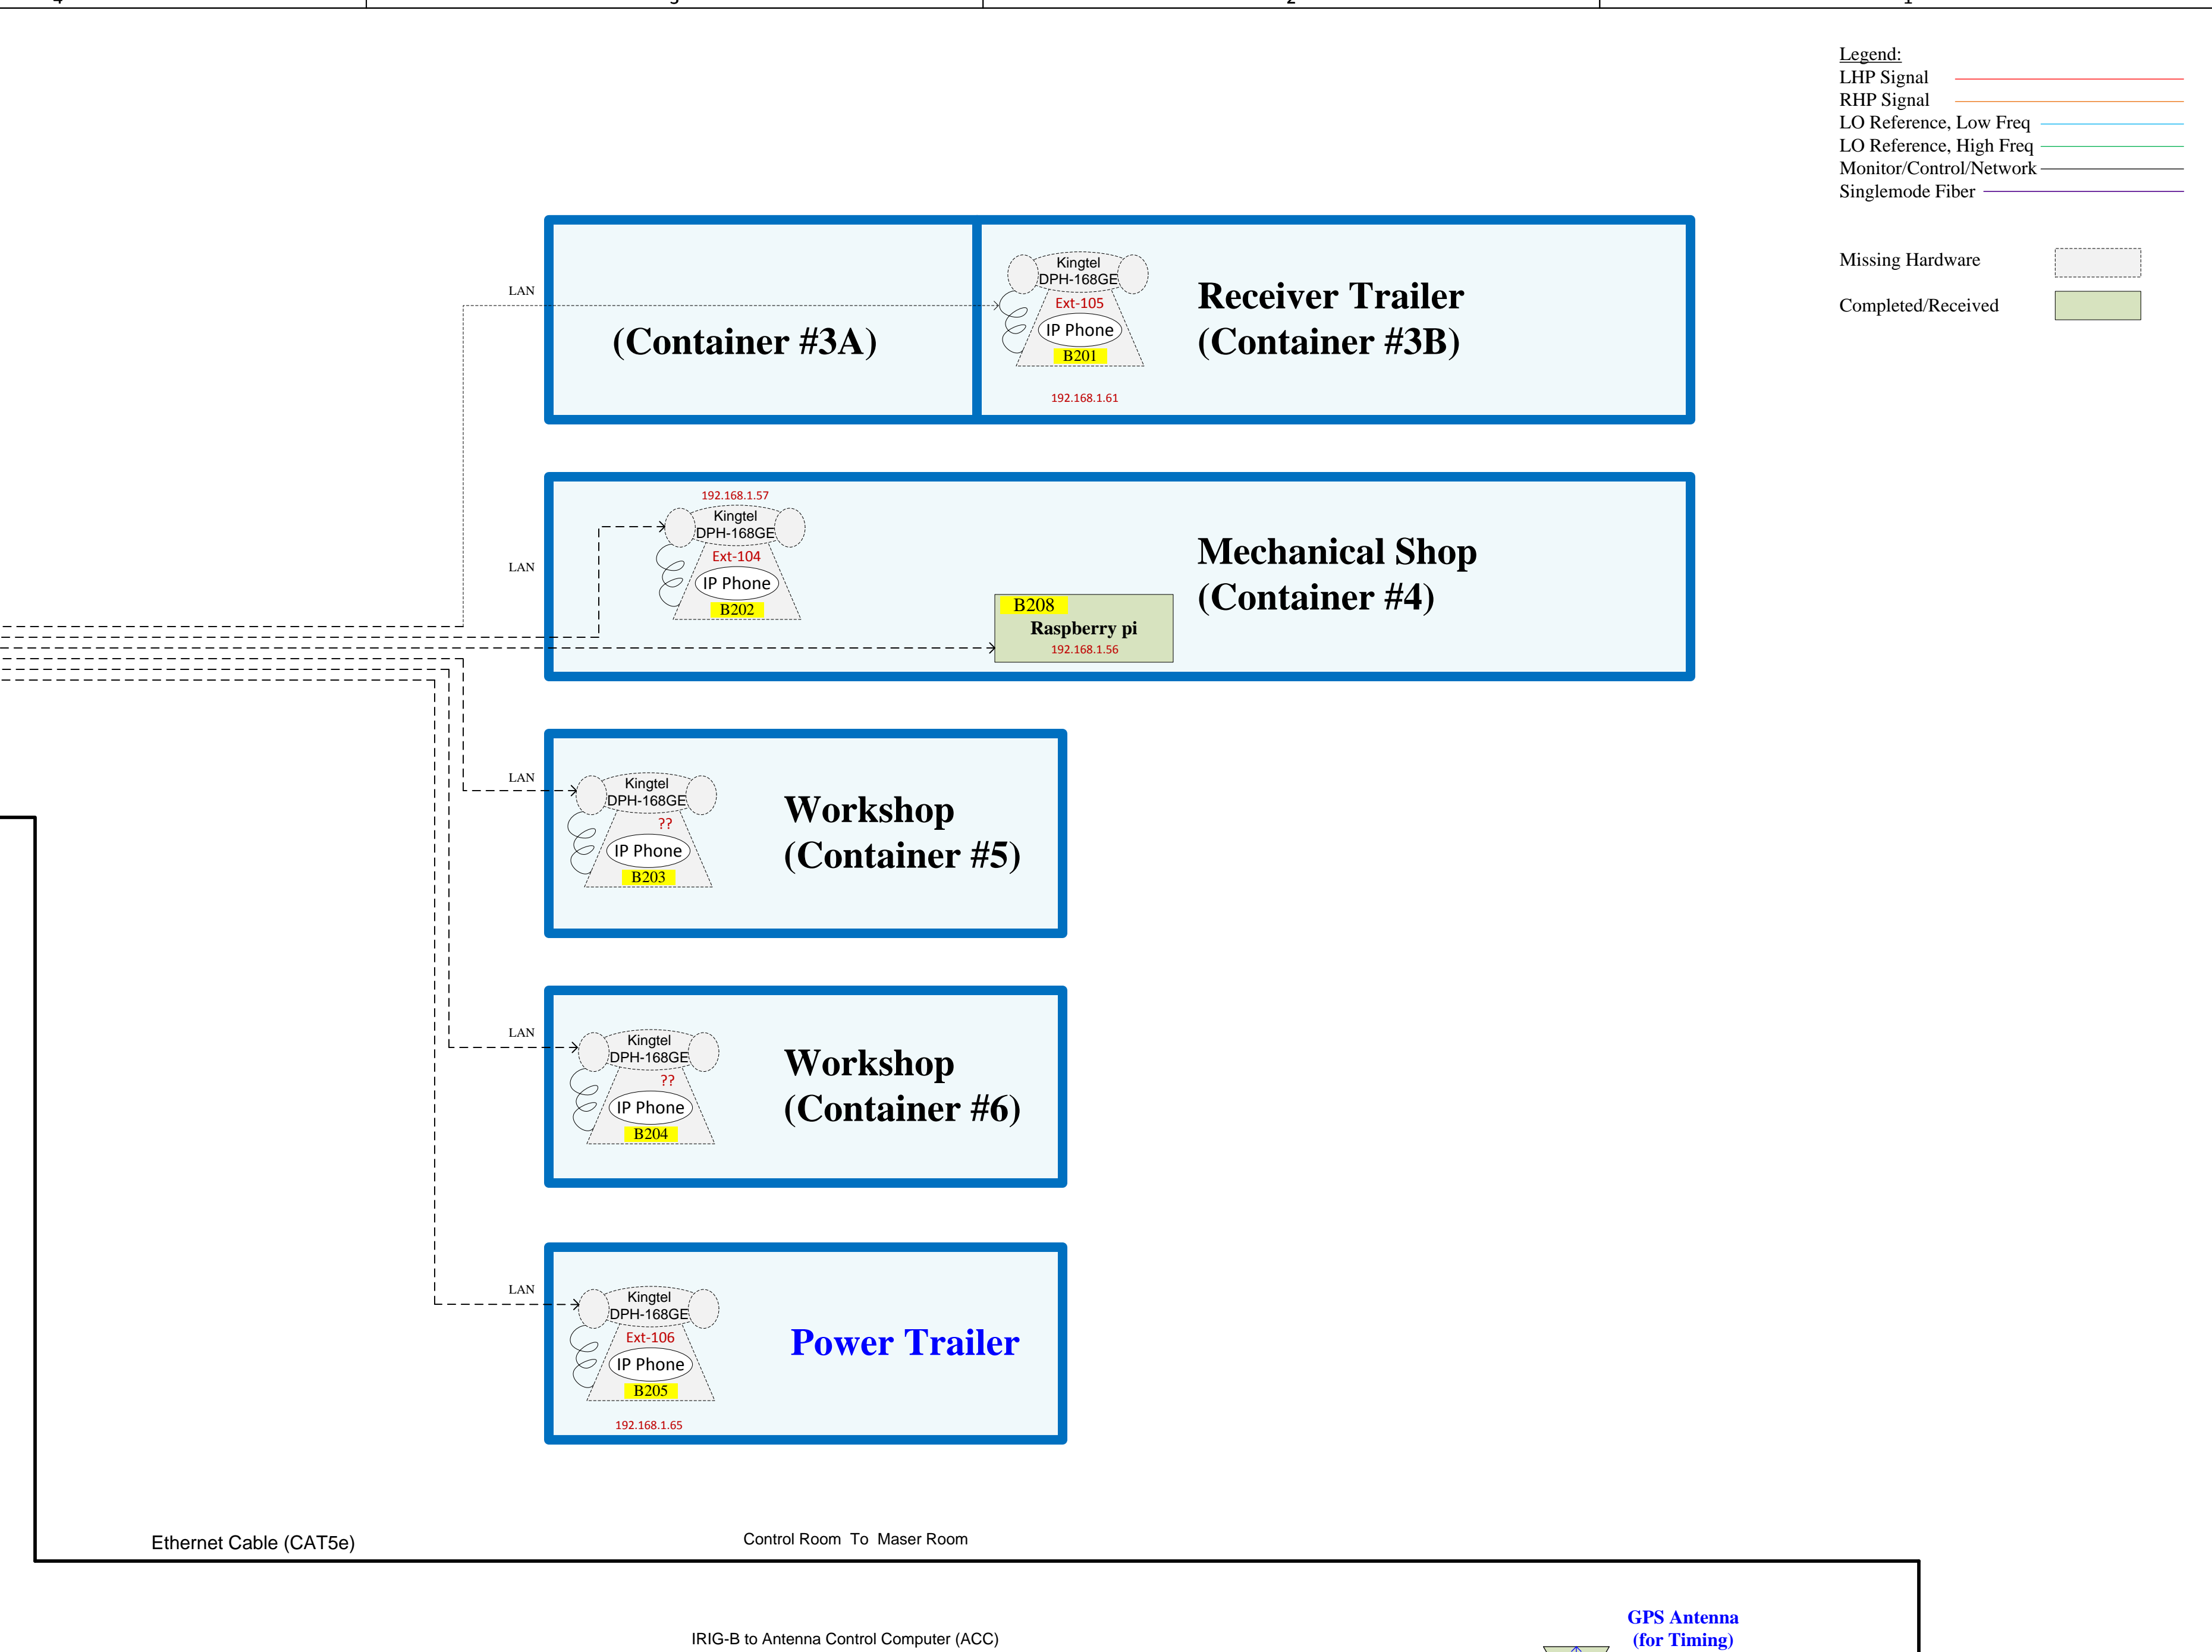 4
3
2
1
Legend:
LHP Signal
RHP Signal
LO Reference, Low Freq
LO Reference, High Freq
Monitor/Control/Network
Singlemode Fiber
Missing Hardware
Completed/Received
LAN
(Container #3A)
Kingtel
DPH-168GE
Ext-105
IP Phone
B201
192.168.1.61
Receiver Trailer
(Container #3B)
LAN
192.168.1.57
Kingtel
DPH-168GE
Ext-104
IP Phone
B202
B208
Raspberry pi
192.168.1.56
Mechanical Shop
(Container #4)
LAN
Kingtel
DPH-168GE
??
IP Phone
B203
Workshop
(Container #5)
LAN
Kingtel
DPH-168GE
??
IP Phone
B204
Workshop
(Container #6)
LAN
Kingtel
DPH-168GE
Ext-106
IP Phone
B205
192.168.1.65
Power Trailer
Ethernet Cable (CAT5e)
Control Room To Maser Room
IRIG-B to Antenna Control Computer (ACC)
GPS Antenna
(for Timing)